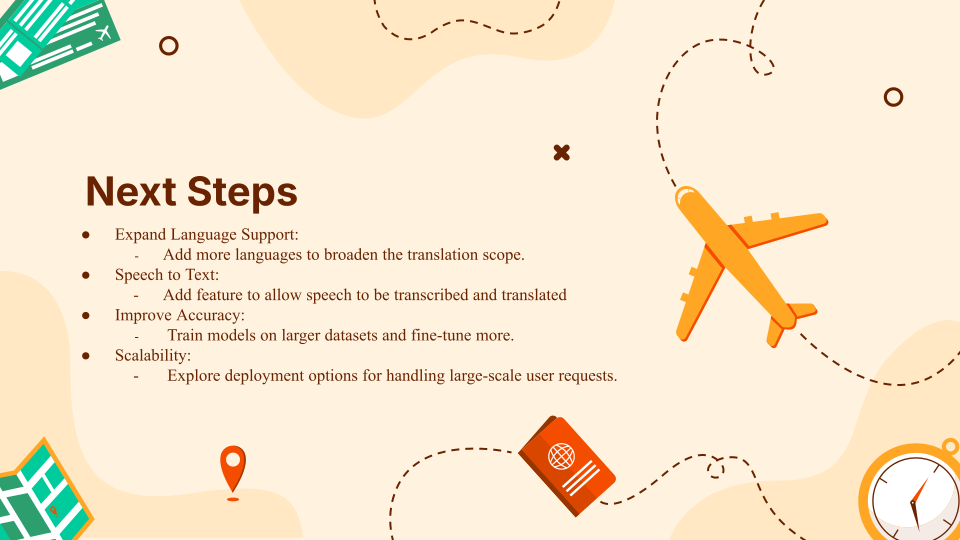 Next Steps
● Expand Language Support:
- Add more languages to broaden the translation scope.
● Speech to Text:
- Add feature to allow speech to be transcribed and translated
● Improve Accuracy:
- Train models on larger datasets and fine-tune more.
● Scalability:
- Explore deployment options for handling large-scale user requests.